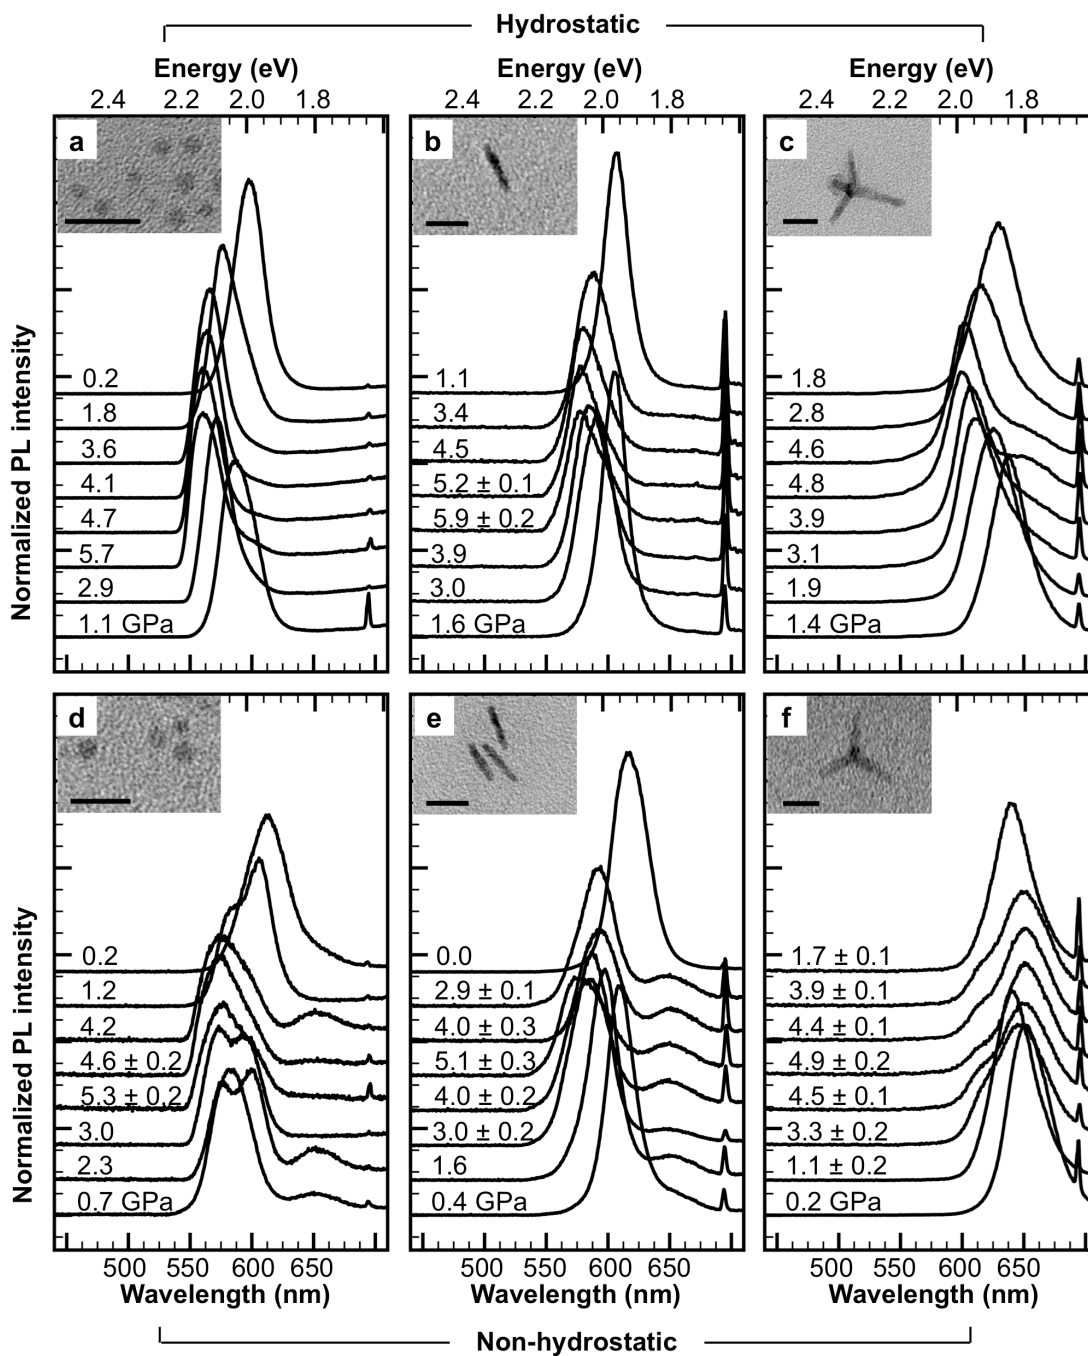 Hydrostatic
Energy (eV) Energy (eV) Energy (eV)
2.4 2.2 2.0 1.8 2.4 2.2 2.0 1.8 2.4 2.2 2.0 1.8
Normalized PL intensity
a
0.2
1.8
3.6
4.1
4.7
5.7
2.9
1.1 GPa
b
1.1
3.4
4.5
5.2 ± 0.1
5.9 ± 0.2
3.9
3.0
1.6 GPa
c
1.8
2.8
4.6
4.8
3.9
3.1
1.9
1.4 GPa
Normalized PL intensity
d
0.2
1.2
4.2
4.6 ± 0.2
5.3 ± 0.2
3.0
2.3
0.7 GPa
e
0.0
2.9 ± 0.1
4.0 ± 0.3
5.1 ± 0.3
4.0 ± 0.2
3.0 ± 0.2
1.6
0.4 GPa
f
1.7 ± 0.1
3.9 ± 0.1
4.4 ± 0.1
4.9 ± 0.2
4.5 ± 0.1
3.3 ± 0.2
1.1 ± 0.2
0.2 GPa
500 550 600 650 500 550 600 650 500 550 600 650
Wavelength (nm) Wavelength (nm) Wavelength (nm)
Non-hydrostatic